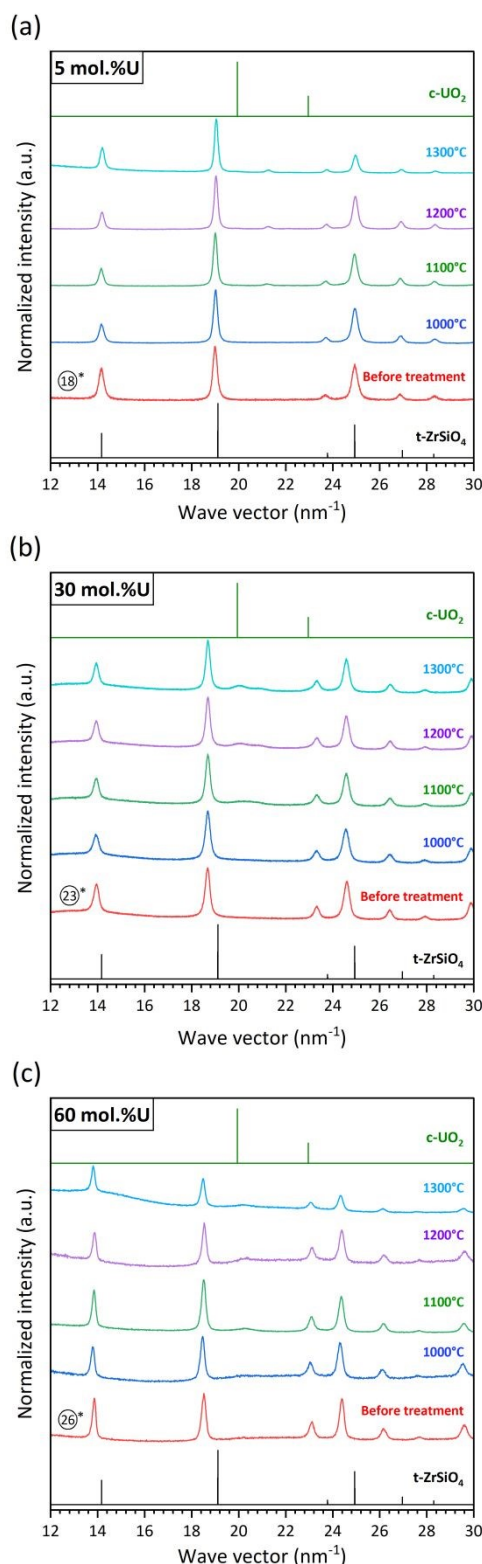 (a)
5 mol.%U
c-UO₂
1300°C
1200°C
1100°C
1000°C
18 *
Before treatment
t-ZrSiO₄
Normalized intensity (a.u.)
12 14 16 18 20 22 24 26 28 30
Wave vector (nm⁻¹)
(b)
30 mol.%U
c-UO₂
1300°C
1200°C
1100°C
1000°C
23 *
Before treatment
t-ZrSiO₄
Normalized intensity (a.u.)
12 14 16 18 20 22 24 26 28 30
Wave vector (nm⁻¹)
(c)
60 mol.%U
c-UO₂
1300°C
1200°C
1100°C
1000°C
26 *
Before treatment
t-ZrSiO₄
Normalized intensity (a.u.)
12 14 16 18 20 22 24 26 28 30
Wave vector (nm⁻¹)